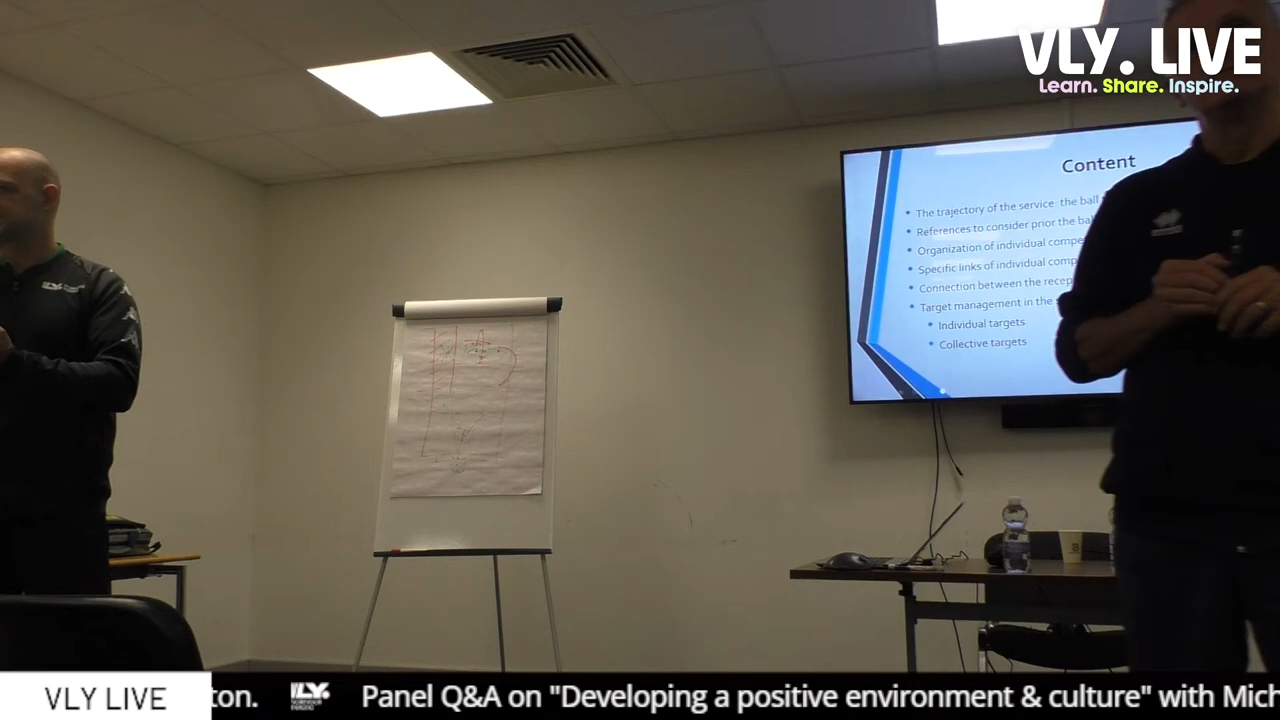 VLY. LIVE
Learn. Share. Inspire.
Content
• The trajectory of the service: the ball
• References to consider prior the ba
• Organization of individual compe
• Specific links of individual comp
• Connection between the recep
• Target management in the s
• Individual targets
• Collective targets
VLY LIVE
ton. VLY. Panel Q&A on "Developing a positive environment & culture" with Mich